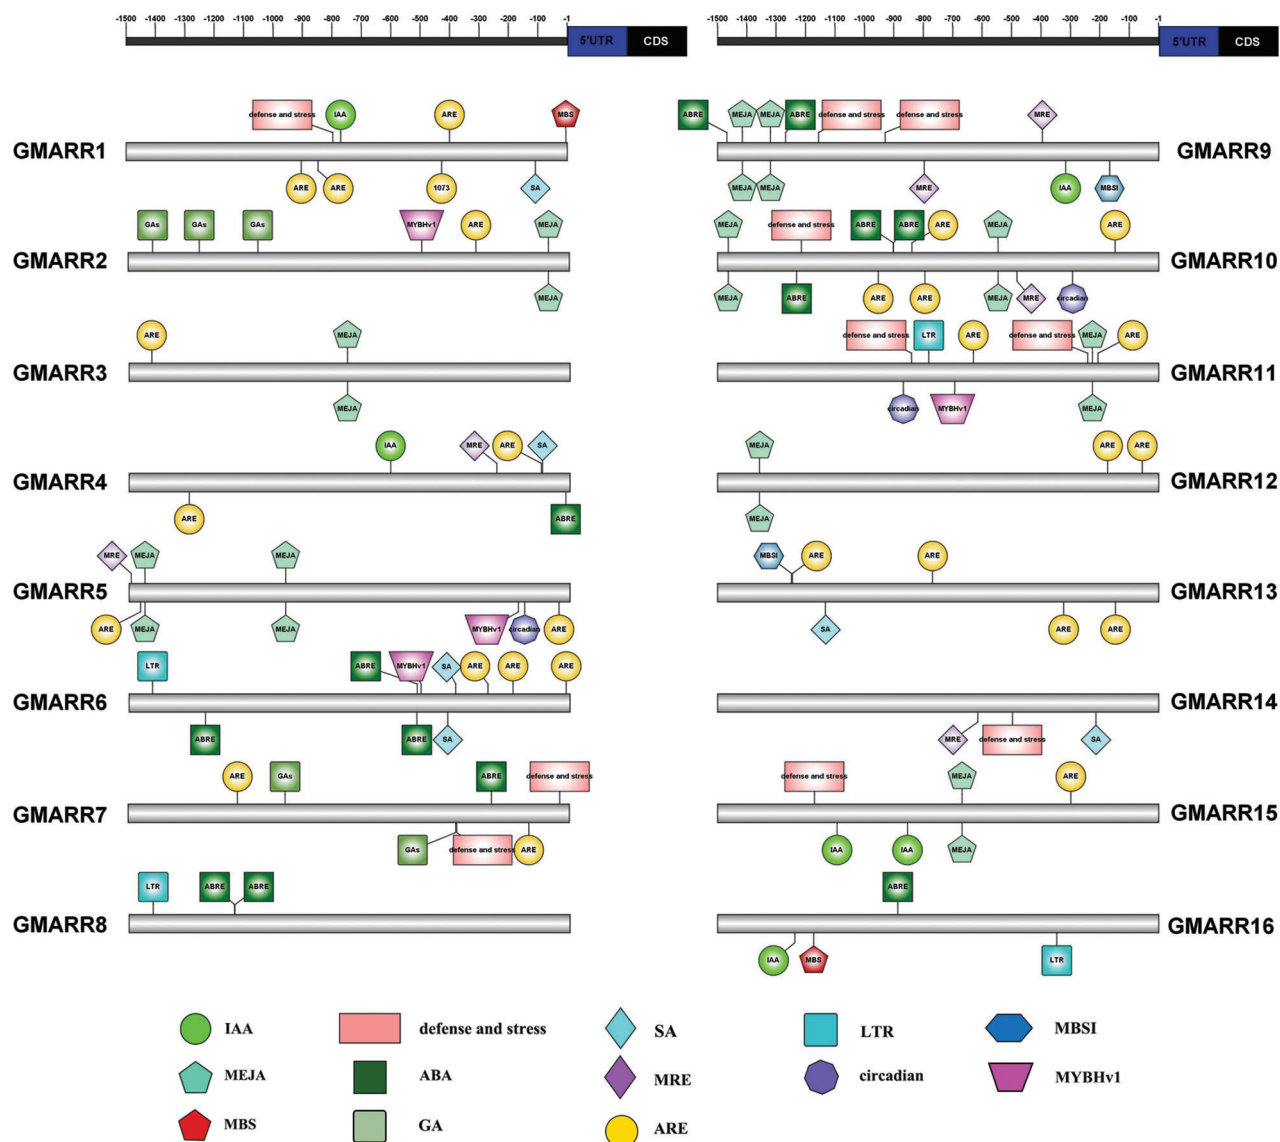 -1500 -1400 -1300 -1200 -1100 -1000 -900 -800 -700 -600 -500 -400 -300 -200 -100 -1
5'UTR CDS
-1500 -1400 -1300 -1200 -1100 -1000 -900 -800 -700 -600 -500 -400 -300 -200 -100 -1
5'UTR CDS
defense and stress IAA ARE MBS
GMARR1
ARE ARE 1073 SA
GAs GAs GAs MYBHv1 ARE MEJA
GMARR2
MEJA
ARE MEJA
GMARR3
MEJA
IAA MRE ARE SA
GMARR4
ARE ABRE
MRE MEJA MEJA
GMARR5
ARE MEJA MEJA MYBHv1 circadian ARE
LTR ABRE MYBHv1 SA ARE ARE ARE
GMARR6
ABRE ABRE SA
ARE GAs ABRE defense and stress
GMARR7
GAs defense and stress ARE
LTR ABRE ABRE
GMARR8
ABRE MEJA MEJA ABRE defense and stress defense and stress MRE
GMARR9
MEJA MEJA MRE IAA MBSI
MEJA defense and stress ABRE ABRE ARE MEJA ARE
GMARR10
MEJA ABRE ARE ARE MEJA MRE circadian
defense and stress LTR ARE defense and stress MEJA ARE
GMARR11
circadian MYBHv1 MEJA
MEJA ARE ARE
GMARR12
MEJA
MBSI ARE ARE
GMARR13
SA ARE ARE
GMARR14
MRE defense and stress SA
defense and stress MEJA ARE
GMARR15
IAA IAA MEJA
ABRE
GMARR16
IAA MBS LTR
IAA defense and stress SA LTR MBSI
MEJA ABA MRE circadian MYBHv1
MBS GA ARE